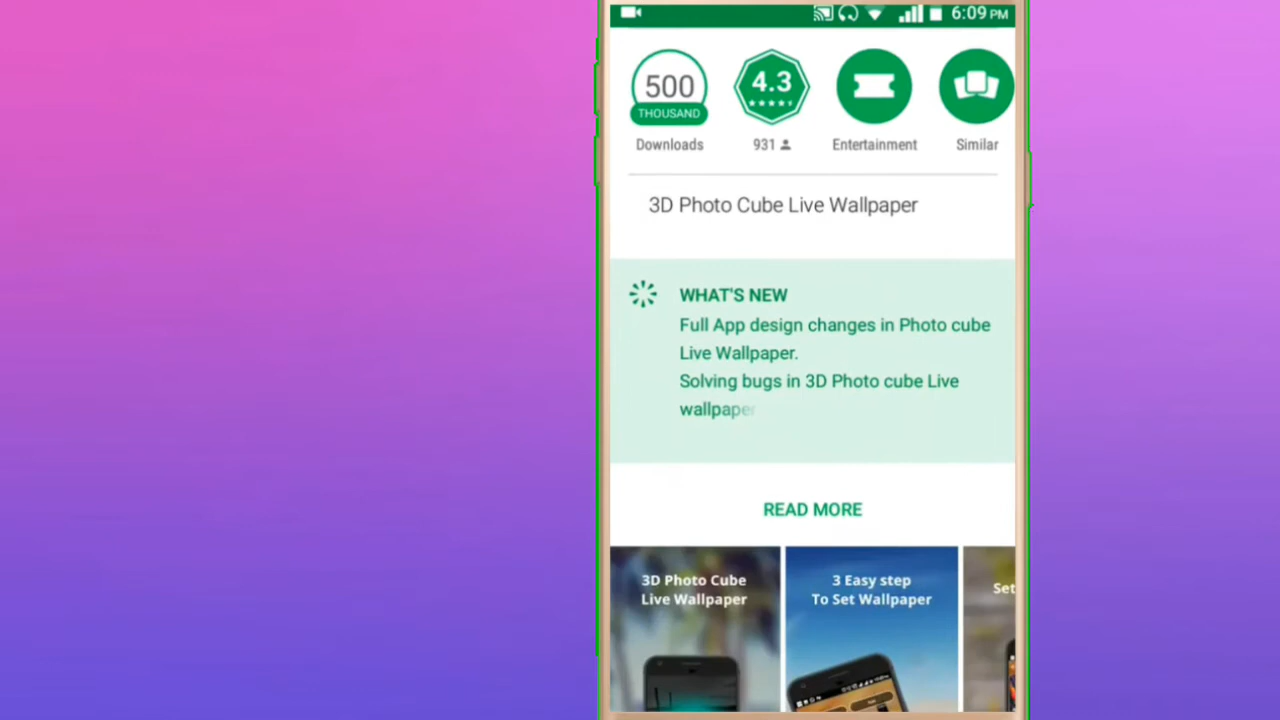 6:09 PM
500
THOUSAND
Downloads
4.3
931
Entertainment
Similar
3D Photo Cube Live Wallpaper
WHAT'S NEW
Full App design changes in Photo cube
Live Wallpaper.
Solving bugs in 3D Photo cube Live
wallpaper
READ MORE
3D Photo Cube
Live Wallpaper
3 Easy step
To Set Wallpaper
Set